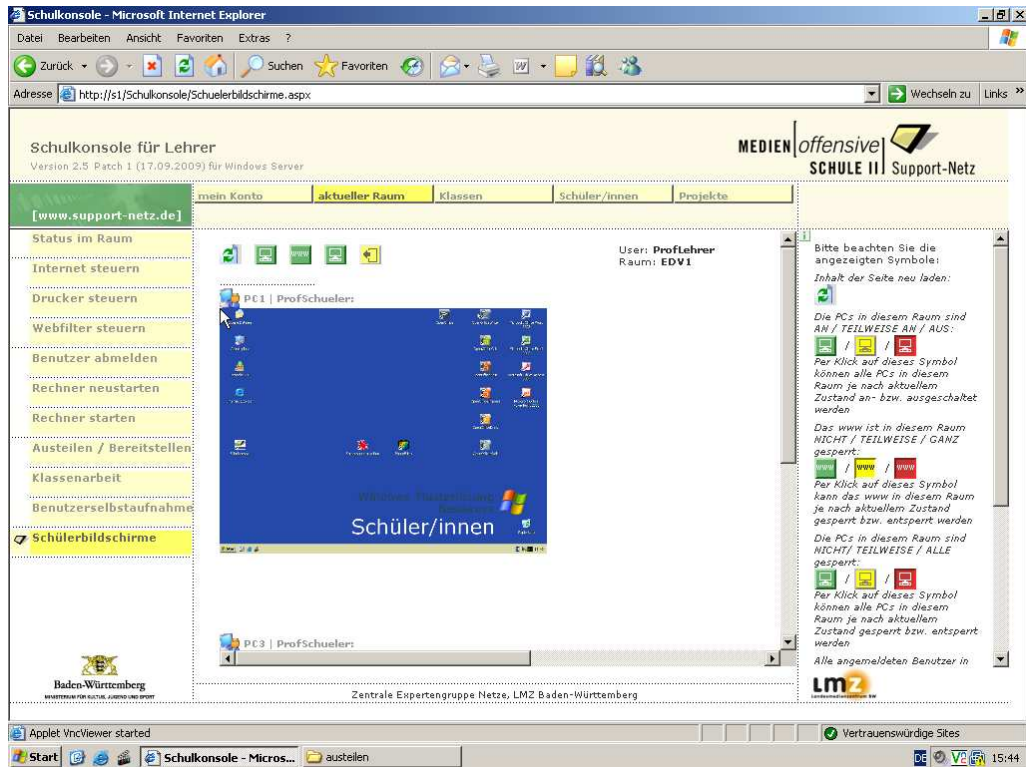 Schulkonsole - Microsoft Internet Explorer
Datei Bearbeiten Ansicht Favoriten Extras ?
Zurück Suchen Favoriten
Adresse http://s1/Schulkonsole/Schuelerbildschirme.aspx Wechseln zu Links »
Schulkonsole für Lehrer
Version 2.5 Patch 1 (17.09.2009) für Windows Server
MEDIEN offensive
SCHULE II Support-Netz
[www.support-netz.de]
mein Konto aktueller Raum Klassen Schüler/innen Projekte
Status im Raum
Internet steuern
Drucker steuern
Webfilter steuern
Benutzer abmelden
Rechner neustarten
Rechner starten
Austeilen / Bereitstellen
Klassenarbeit
Benutzerselbstaufnahme
Schülerbildschirme
Baden-Württemberg
MINISTERIUM FÜR KULTUS, JUGEND UND SPORT
www
User: ProfLehrer
Raum: EDV1
PC1 | ProfSchueler:
Schüler/innen
PC3 | ProfSchueler:
Zentrale Expertengruppe Netze, LMZ Baden-Württemberg
i
Bitte beachten Sie die
angezeigten Symbole:
Inhalt der Seite neu laden:
Die PCs in diesem Raum sind
AN / TEILWEISE AN / AUS:
/ /
Per Klick auf dieses Symbol
können alle PCs in diesem
Raum je nach aktuellem
Zustand an- bzw. ausgeschaltet
werden
Das www ist in diesem Raum
NICHT / TEILWEISE / GANZ
gesperrt:
www / www / www
Per Klick auf dieses Symbol
kann das www in diesem Raum
je nach aktuellem Zustand
gesperrt bzw. entsperrt werden
Die PCs in diesem Raum sind
NICHT/ TEILWEISE / ALLE
gesperrt:
/ /
Per Klick auf dieses Symbol
können alle PCs in diesem
Raum je nach aktuellem
Zustand gesperrt bzw. entsperrt
werden
Alle angemeldeten Benutzer in
LMZ
Applet VncViewer started Vertrauenswürdige Sites
Start Schulkonsole - Micros... austeilen DE 15:44